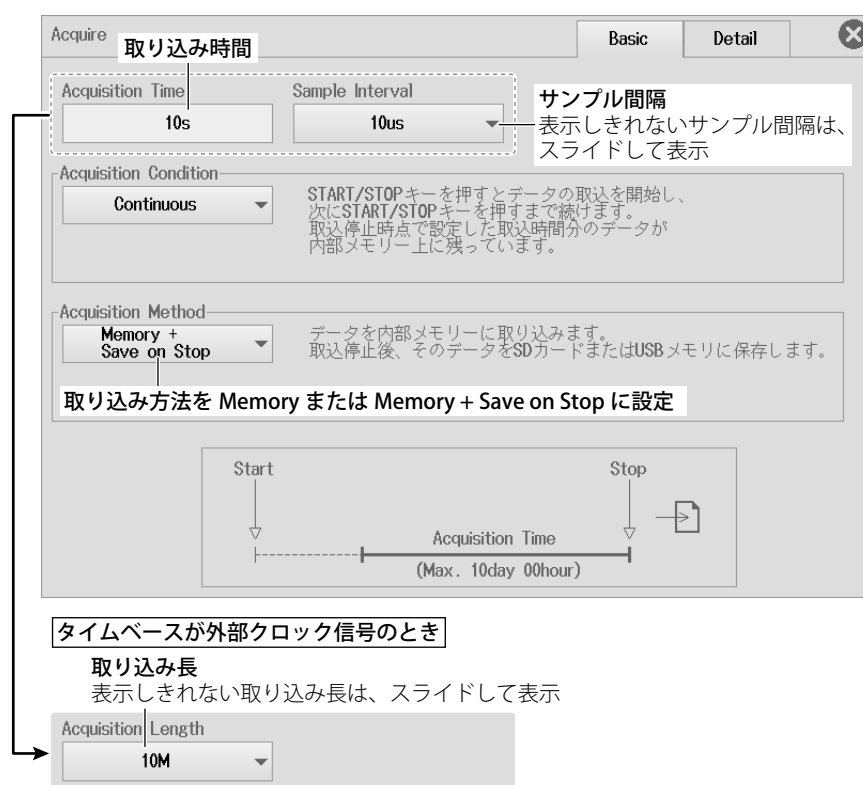 Acquire
Basic
Detail
取り込み時間
Acquisition Time
Sample Interval
10s
10us
サンプル間隔
表示しきれないサンプル間隔は、
スライドして表示
Acquisition Condition
Continuous
START/STOPキーを押すとデータの取込を開始し、
次にSTART/STOPキーを押すまで続けます。
取込停止時点で設定した取込時間分のデータが
内部メモリー上に残っています。
Acquisition Method
Memory +
Save on Stop
データを内部メモリーに取り込みます。
取込停止後、そのデータをSDカードまたはUSBメモリに保存します。
取り込み方法を Memory または Memory + Save on Stop に設定
Start
Stop
Acquisition Time
(Max. 10day 00hour)
タイムベースが外部クロック信号のとき
取り込み長
表示しきれない取り込み長は、スライドして表示
Acquisition Length
10M